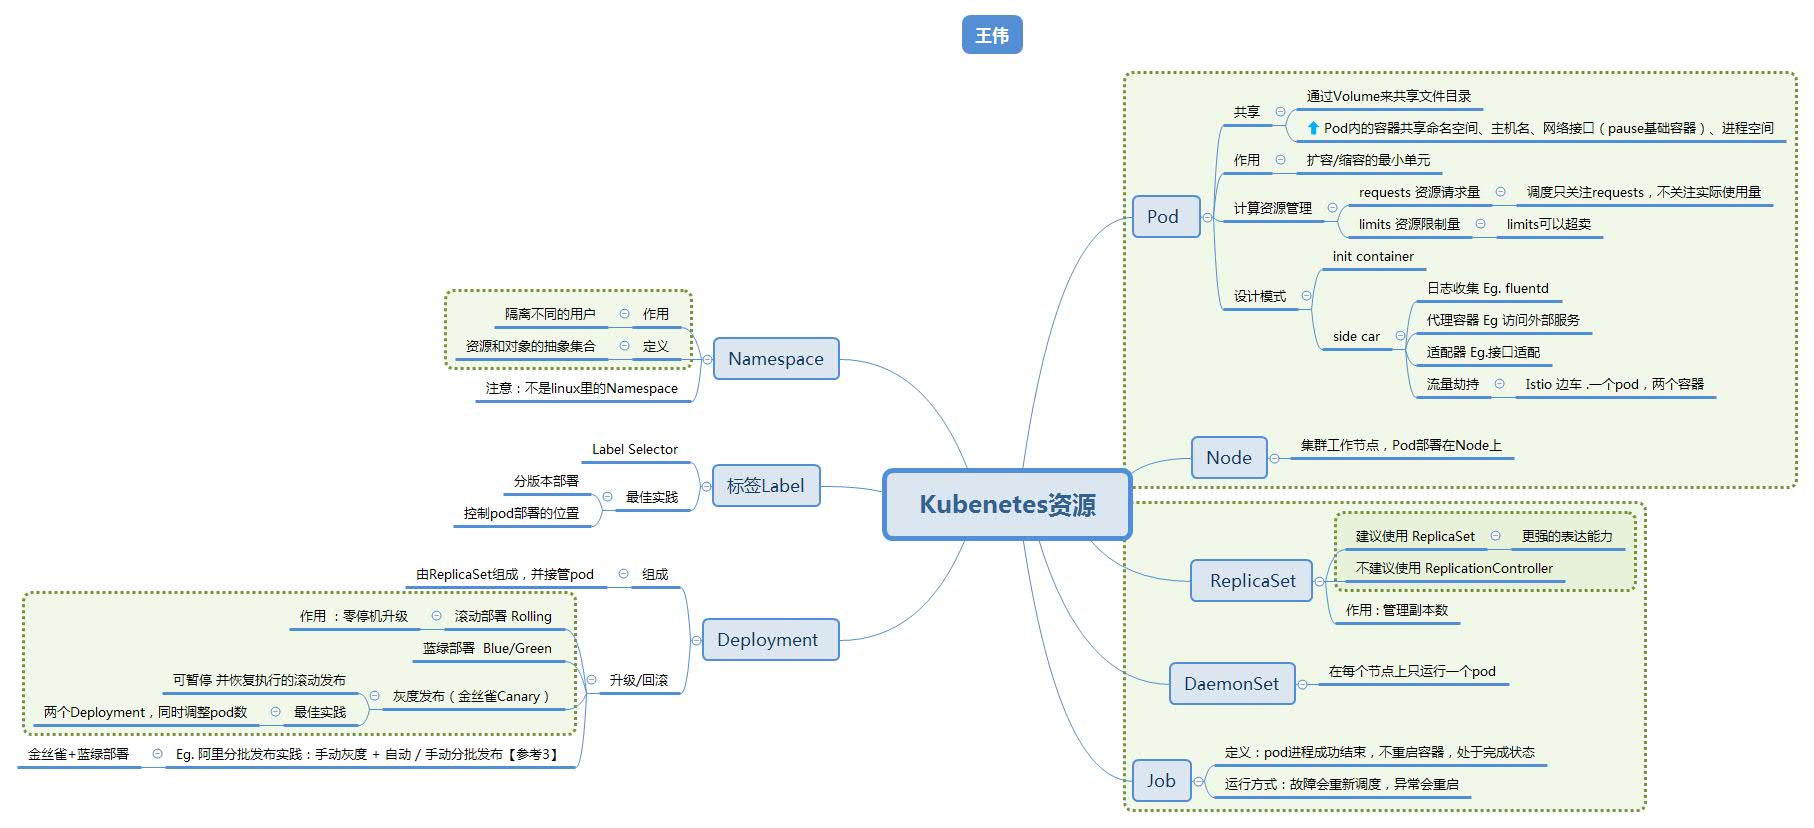 王伟
Kubenetes资源
Pod
共享
通过Volume来共享文件目录
Pod内的容器共享命名空间、主机名、网络接口（pause基础容器）、进程空间
作用
扩容/缩容的最小单元
计算资源管理
requests 资源请求量
调度只关注requests，不关注实际使用量
limits 资源限制量
limits可以超卖
设计模式
init container
side car
日志收集 Eg. fluentd
代理容器 Eg 访问外部服务
适配器 Eg.接口适配
流量劫持
Istio 边车 .一个pod，两个容器
Node
集群工作节点，Pod部署在Node上
ReplicaSet
建议使用 ReplicaSet
更强的表达能力
不建议使用 ReplicationController
作用 : 管理副本数
DaemonSet
在每个节点上只运行一个pod
Job
定义：pod进程成功结束，不重启容器，处于完成状态
运行方式：故障会重新调度，异常会重启
Namespace
作用
隔离不同的用户
定义
资源和对象的抽象集合
注意：不是linux里的Namespace
标签Label
Label Selector
最佳实践
分版本部署
控制pod部署的位置
Deployment
组成
由ReplicaSet组成，并接管pod
升级/回滚
滚动部署 Rolling
作用 ：零停机升级
蓝绿部署 Blue/Green
灰度发布（金丝雀Canary）
可暂停 并恢复执行的滚动发布
最佳实践
两个Deployment，同时调整pod数
Eg. 阿里分批发布实践：手动灰度 + 自动 / 手动分批发布【参考3】
金丝雀+蓝绿部署